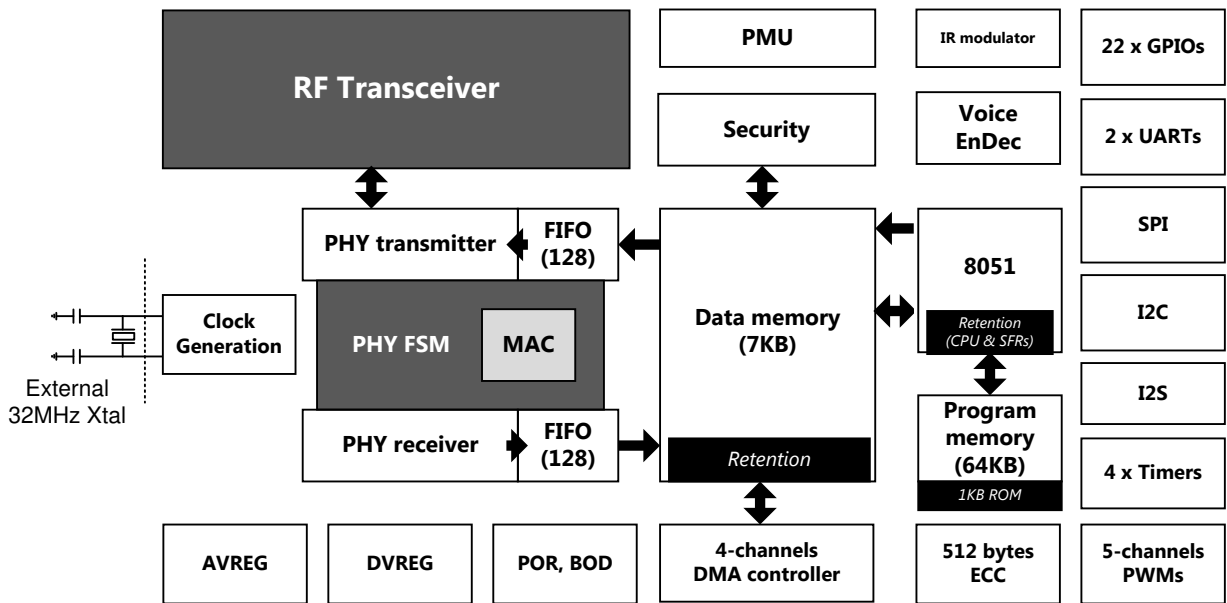 RF Transceiver
PMU
IR modulator
22 x GPIOs
Security
Voice
EnDec
2 x UARTs
PHY transmitter
FIFO
(128)
SPI
8051
Retention
(CPU & SFRs)
Data memory
(7KB)
Retention
Clock
Generation
External
32MHz Xtal
PHY FSM
MAC
I2C
I2S
PHY receiver
FIFO
(128)
Program
memory
(64KB)
1KB ROM
4 x Timers
AVREG
DVREG
POR, BOD
4-channels
DMA controller
512 bytes
ECC
5-channels
PWMs